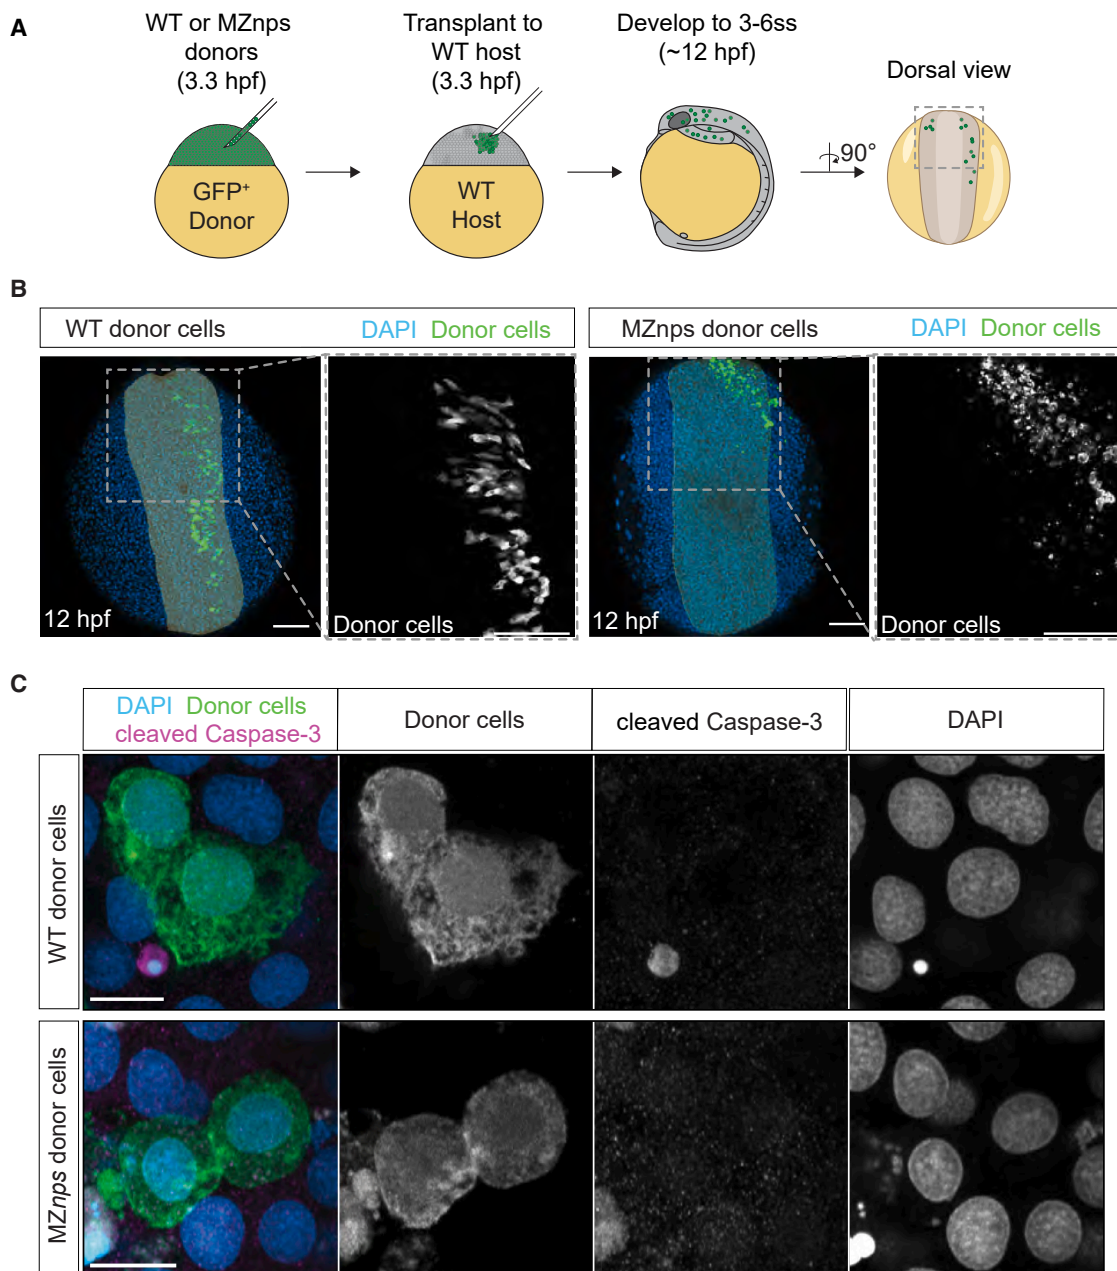 A
WT or MZnps
donors
(3.3 hpf)
Transplant to
WT host
(3.3 hpf)
Develop to 3-6ss
(~12 hpf)
Dorsal view
GFP⁺
Donor
WT
Host
90°
B
WT donor cells
DAPI Donor cells
MZnps donor cells
DAPI Donor cells
12 hpf
Donor cells
12 hpf
Donor cells
C
DAPI Donor cells
cleaved Caspase-3
Donor cells
cleaved Caspase-3
DAPI
WT donor cells
MZnps donor cells